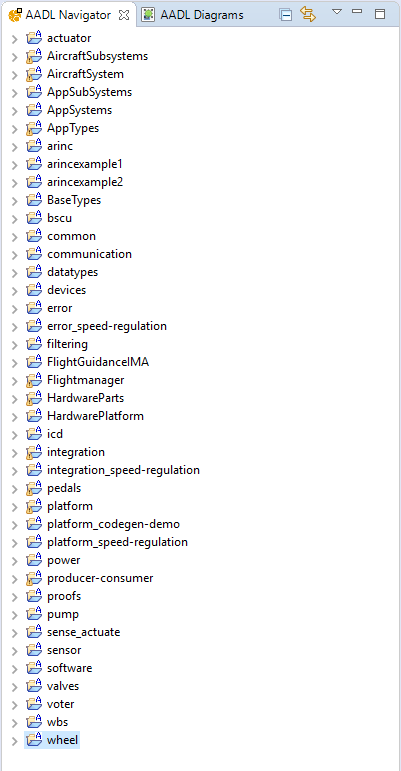 AADL Navigator AADL Diagrams
actuator
AircraftSubsystems
AircraftSystem
AppSubSystems
AppSystems
AppTypes
arinc
arincexample1
arincexample2
BaseTypes
bscu
common
communication
datatypes
devices
error
error_speed-regulation
filtering
FlightGuidanceIMA
Flightmanager
HardwareParts
HardwarePlatform
icd
integration
integration_speed-regulation
pedals
platform
platform_codegen-demo
platform_speed-regulation
power
producer-consumer
proofs
pump
sense_actuate
sensor
software
valves
voter
wbs
wheel